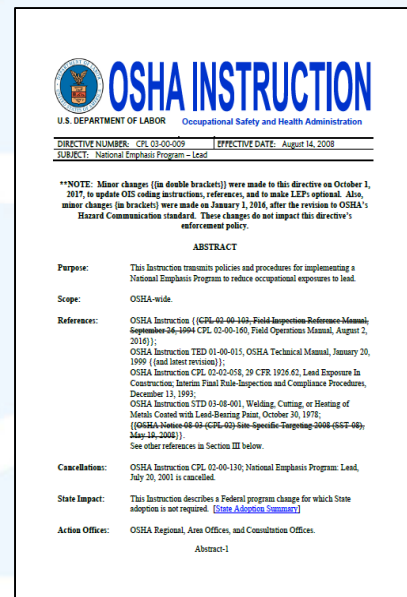 OSHA INSTRUCTION
U.S. DEPARTMENT OF LABOR Occupational Safety and Health Administration
DIRECTIVE NUMBER: CPL 03-00-009 EFFECTIVE DATE: August 14, 2008
SUBJECT: National Emphasis Program – Lead
**NOTE: Minor changes {{in double brackets}} were made to this directive on October 1,
2017, to update OIS coding instructions, references, and to make LEPs optional. Also,
minor changes {in brackets} were made on January 1, 2016, after the revision to OSHA's
Hazard Communication standard. These changes do not impact this directive's
enforcement policy.
ABSTRACT
Purpose: This Instruction transmits policies and procedures for implementing a
National Emphasis Program to reduce occupational exposures to lead.
Scope: OSHA-wide.
References: OSHA Instruction {{CPL 02-00-103, Field Inspection Reference Manual,
September 26, 1994 CPL 02-00-160, Field Operations Manual, August 2,
2016}};
OSHA Instruction TED 01-00-015, OSHA Technical Manual, January 20,
1999 {{and latest revision}};
OSHA Instruction CPL 02-02-058, 29 CFR 1926.62, Lead Exposure In
Construction; Interim Final Rule-Inspection and Compliance Procedures,
December 13, 1993;
OSHA Instruction STD 03-08-001, Welding, Cutting, or Heating of
Metals Coated with Lead-Bearing Paint, October 30, 1978;
{{OSHA Notice 08-03 (CPL 02) Site-Specific Targeting 2008 (SST-08),
May 19, 2008}}.
See other references in Section III below.
Cancellations: OSHA Instruction CPL 02-00-130; National Emphasis Program: Lead,
July 20, 2001 is cancelled.
State Impact: This Instruction describes a Federal program change for which State
adoption is not required. [State Adoption Summary]
Action Offices: OSHA Regional, Area Offices, and Consultation Offices.
Abstract-1